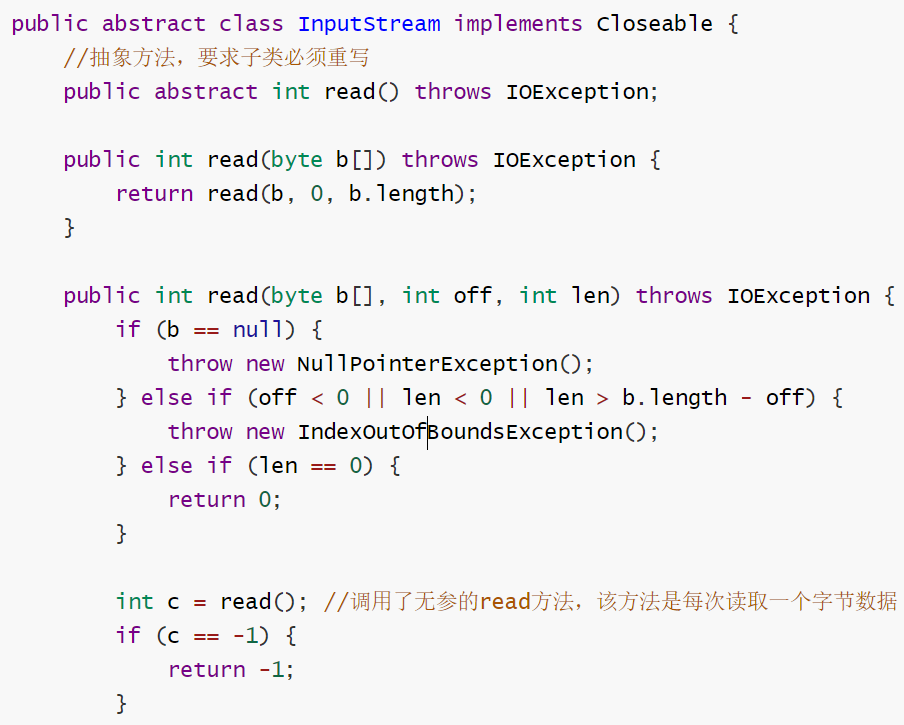 public abstract class InputStream implements Closeable {
    //抽象方法，要求子类必须重写
    public abstract int read() throws IOException;

    public int read(byte b[]) throws IOException {
        return read(b, 0, b.length);
    }

    public int read(byte b[], int off, int len) throws IOException {
        if (b == null) {
            throw new NullPointerException();
        } else if (off < 0 || len < 0 || len > b.length - off) {
            throw new IndexOutOfBoundsException();
        } else if (len == 0) {
            return 0;
        }

        int c = read(); //调用了无参的read方法，该方法是每次读取一个字节数据
        if (c == -1) {
            return -1;
        }